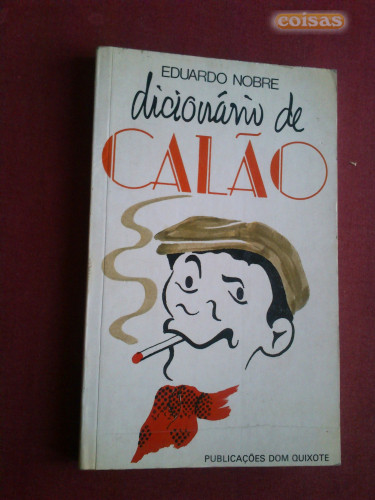 coisas
EDUARDO NOBRE
dicionário de
CALÃO
PUBLICAÇÕES DOM QUIXOTE